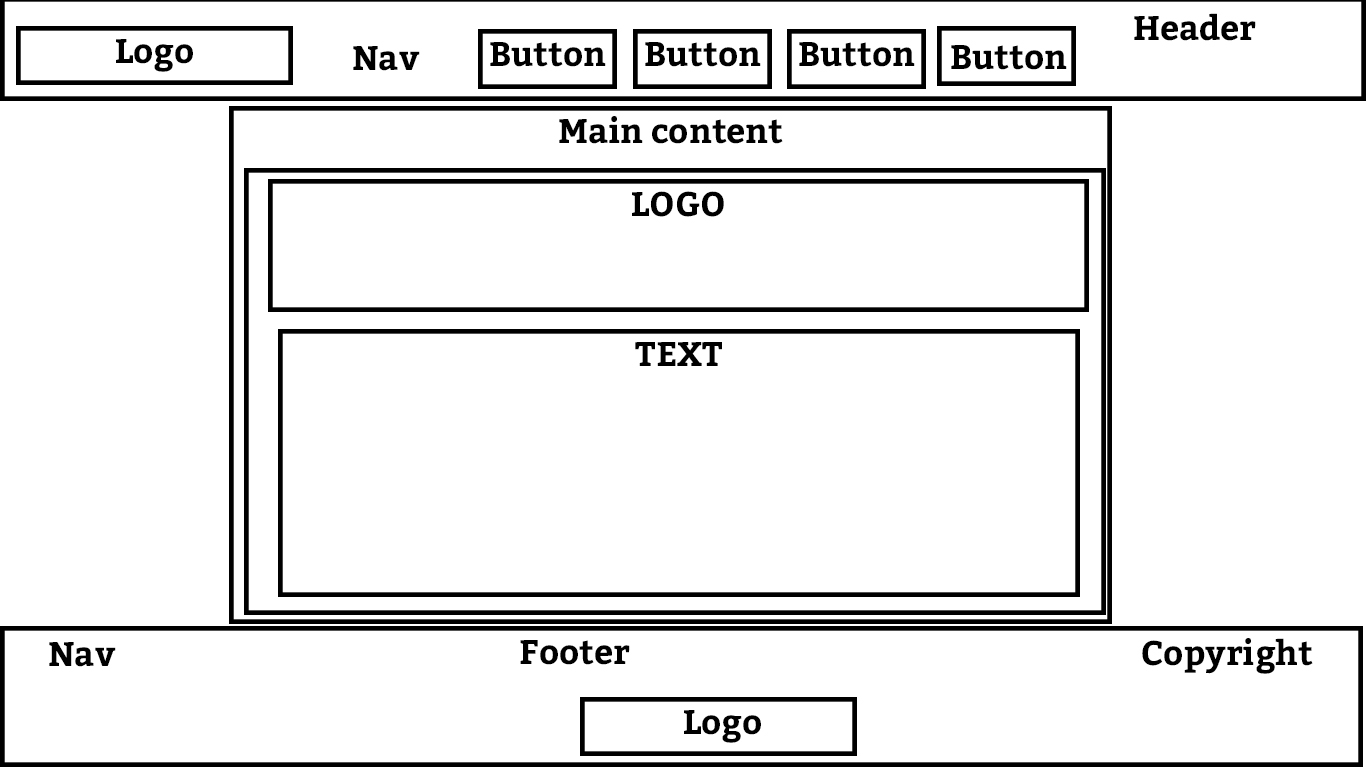 Logo
Nav
Button
Button
Button
Button
Header
Main content
LOGO
TEXT
Nav
Footer
Copyright
Logo